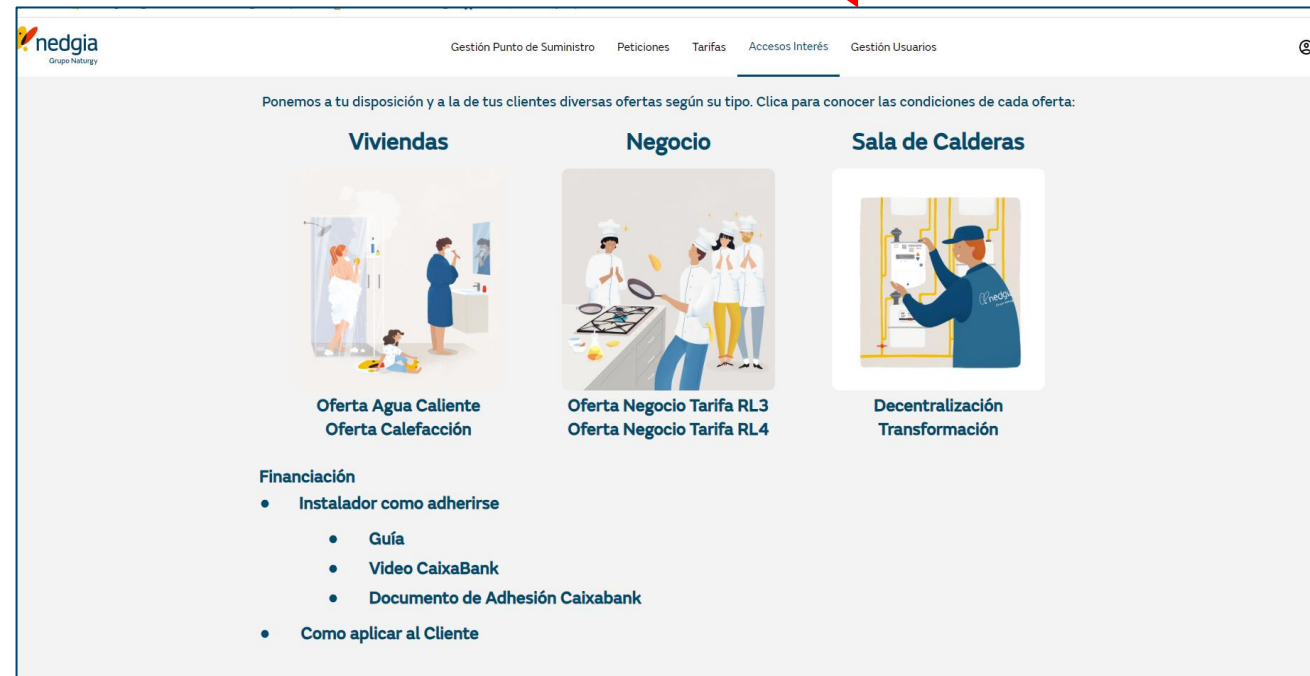 nedgia
Grupo Naturgy
Gestión Punto de Suministro Peticiones Tarifas Accesos Interés Gestión Usuarios
Ponemos a tu disposición y a la de tus clientes diversas ofertas según su tipo. Clica para conocer las condiciones de cada oferta:
Viviendas Negocio Sala de Calderas
nedgia
Oferta Agua Caliente Oferta Negocio Tarifa RL3 Decentralización
Oferta Calefacción Oferta Negocio Tarifa RL4 Transformación
Financiación
● Instalador como adherirse
● Guía
● Video CaixaBank
● Documento de Adhesión Caixabank
● Como aplicar al Cliente